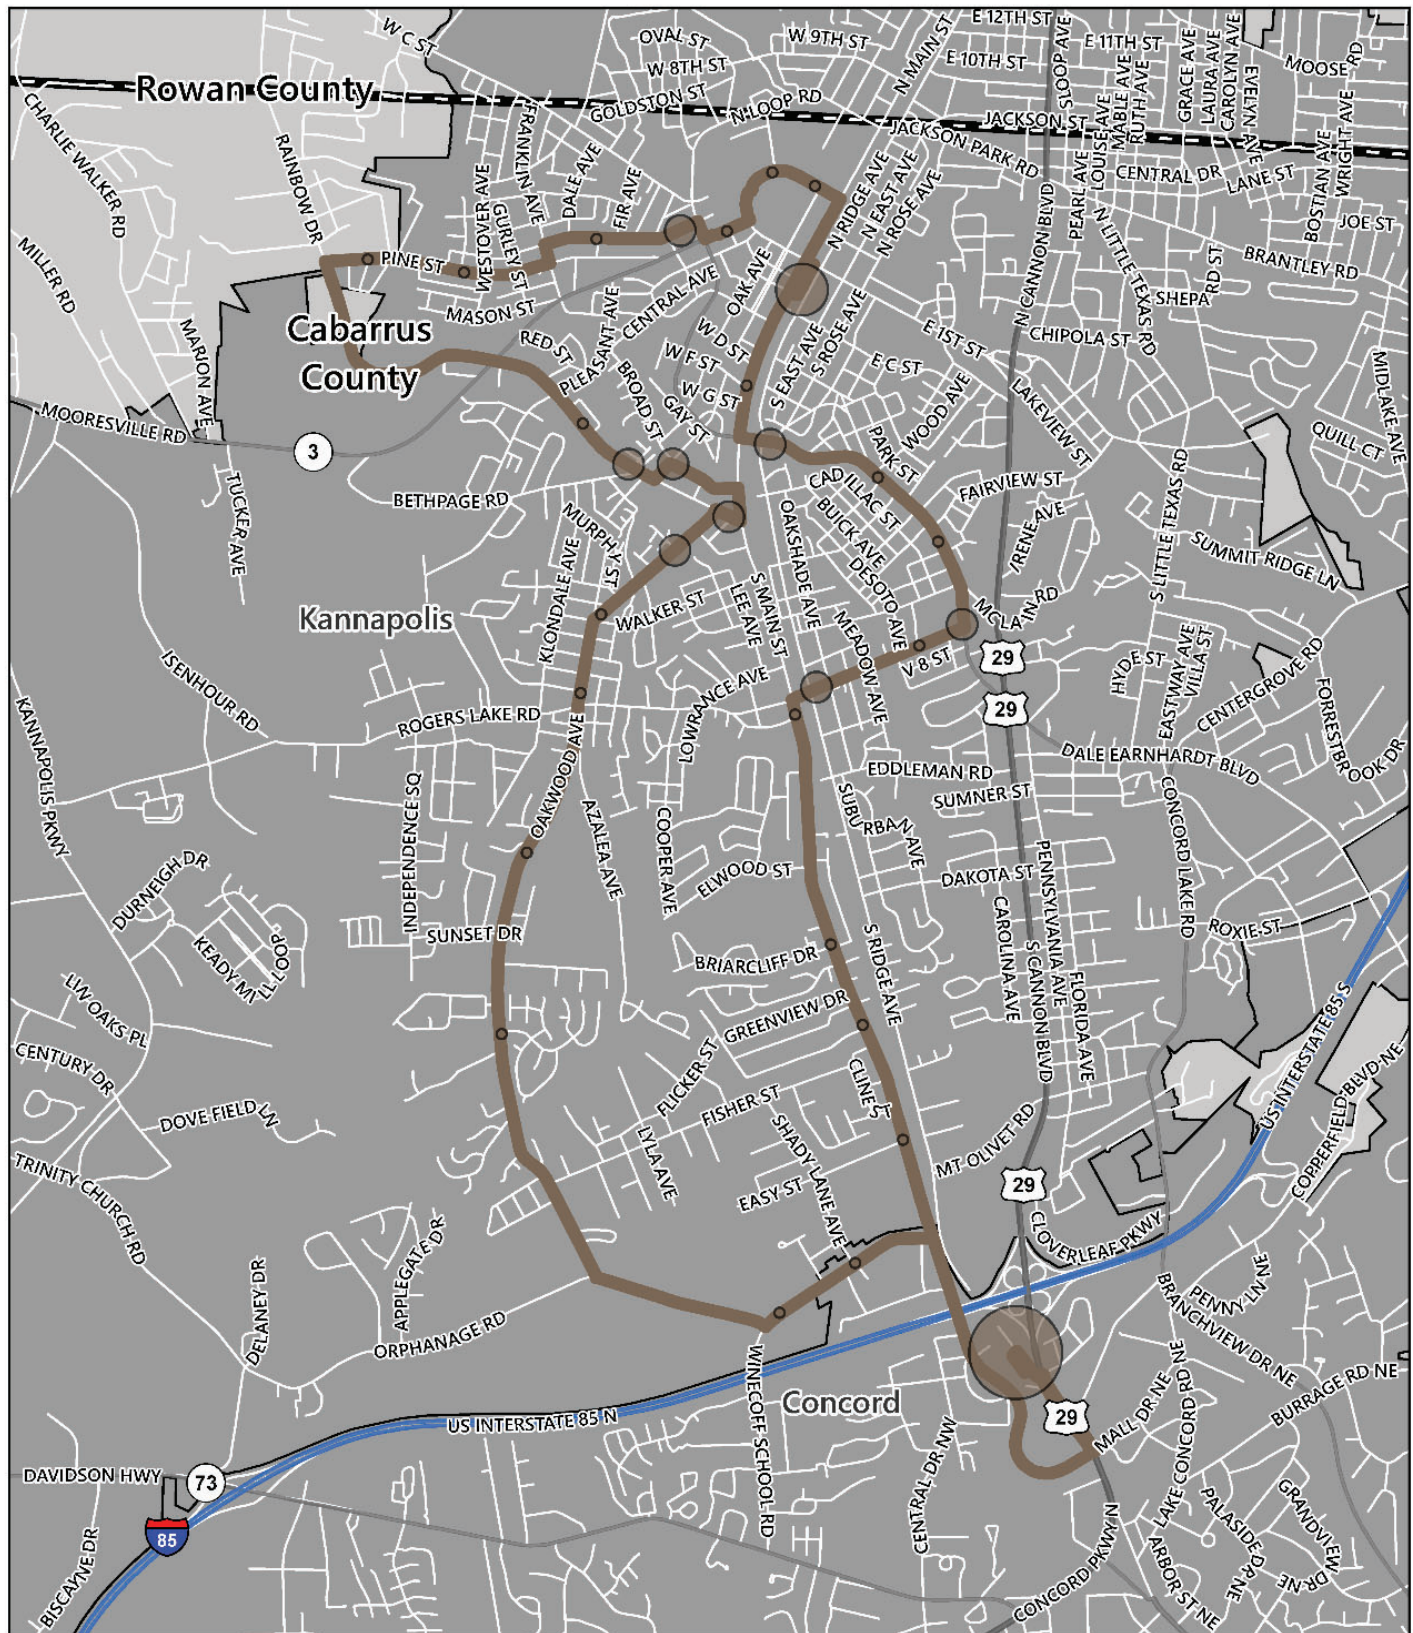 E 12TH ST
W C ST
OVAL ST
W 9TH ST
N MAIN ST
SLOOP AVE
E 11TH ST
GRACE AVE
LAURA AVE
CAROLYN AVE
E 10TH ST
MOOSE RD
W 8TH ST
MABLE AVE
RUTH AVE
EVELYN AVE
Rowan County
GOLDSTON ST
N LOOP RD
JACKSON ST
JACKSON PARK RD
LOUISE AVE
BOSTIAN AVE
WRIGHT AVE
CHARLIE WALKER RD
RAINBOW DR
FRANKLIN AVE
DALE AVE
FIR AVE
N RIDGE AVE
N EAST AVE
N ROSE AVE
PEARL AVE
CENTRAL DR
LANE ST
JOE ST
WESTOVER AVE
GURLEY ST
N CANNON BLVD
N LITTLE TEXAS RD
RD ST
BRANTLEY RD
MILLER RD
PINE ST
OAK AVE
CENTRAL AVE
SHEPA
MASON ST
Cabarrus
County
RED ST
PLEASANT AVE
W D ST
W F ST
W G ST
S EAST AVE
S ROSE AVE
E 1ST ST
E C ST
CHIPOLA ST
MARION AVE
BROAD ST
GAY ST
WOOD AVE
LAKEVIEW ST
MIDLAKE AVE
MOORESVILLE RD
3
PARK ST
QUILL CT
TUCKER AVE
BETHPAGE RD
CADILLAC ST
FAIRVIEW ST
MURPHY ST
OAKSHADE AVE
BUICK AVE
DESOTO AVE
IRENE AVE
S LITTLE TEXAS RD
SUMMIT RIDGE LN
KLONDALE AVE
WALKER ST
LEE AVE
S MAIN ST
MEADOW AVE
MCLAIN RD
Kannapolis
V 8 ST
29
HYDE ST
EASTWAY AVE
VILLA ST
CENTERGROVE RD
ISENHOUR RD
LOWRANCE AVE
29
FORRESTBROOK DR
ROGERS LAKE RD
KANNAPOLIS PKWY
OAKWOOD AVE
EDDLEMAN RD
DALE EARNHARDT BLVD
INDEPENDENCE SQ
AZALEA AVE
COOPER AVE
SUBURBAN AVE
SUMNER ST
CONCORD LAKE RD
DURNEIGH DR
ELWOOD ST
DAKOTA ST
PENNSYLVANIA AVE
KEADY MILL LOOP
SUNSET DR
S RIDGE AVE
CAROLINA AVE
S CANNON BLVD
ROXIE ST
BRIARCLIFF DR
LIW OAKS PL
GREENVIEW DR
FLORIDA AVE
US INTERSTATE 85 S
CENTURY DR
FLICKER ST
CLINE ST
COPPERFIELD BLVD NE
DOVE FIELD LN
FISHER ST
LYLA AVE
SHADY LANE AVE
MT OLIVET RD
TRINITY CHURCH RD
EASY ST
29
CLOVERLEAF PKWY
APPLEGATE DR
DELANEY DR
ORPHANAGE RD
PENNY LN NE
BRANCHVIEW DR NE
WINECOFF SCHOOL RD
Concord
29
MALL DR NE
BURRAGE RD NE
US INTERSTATE 85 N
CENTRAL DR NW
LAKE CONCORD RD NE
DAVIDSON HWY
73
PALASIDE DR NE
GRANDVIEW DR NE
85
CONCORD PKWY N
ARBOR ST NE
BISCAYNE DR